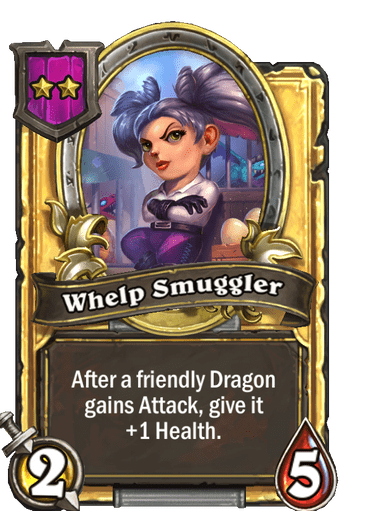 Whelp Smuggler
After a friendly Dragon
gains Attack, give it
+1 Health.
2
5